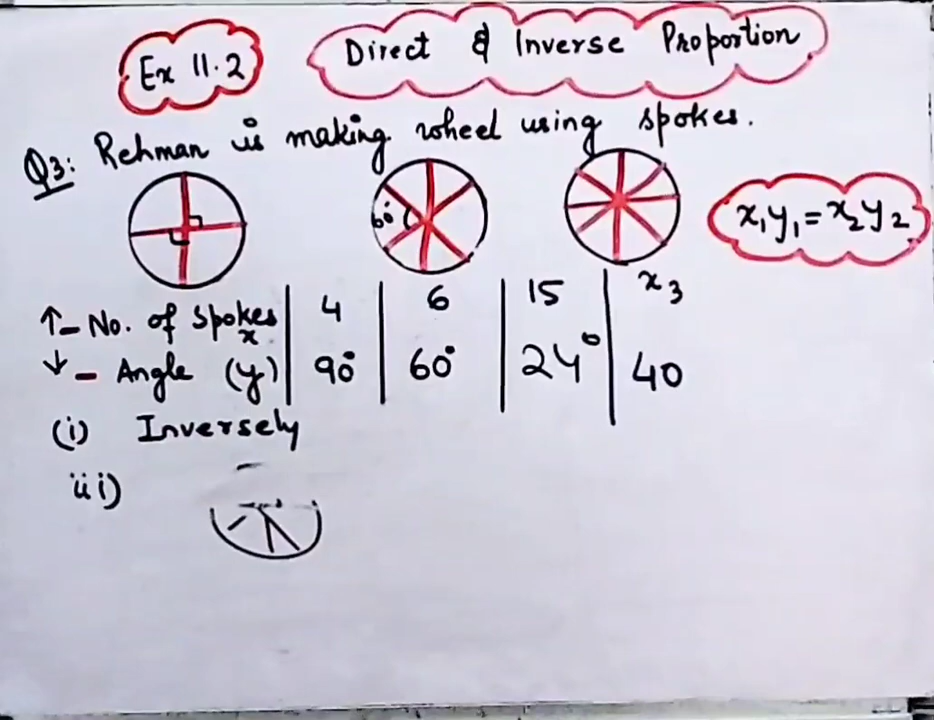 Ex 11.2
Direct & Inverse Proportion
Q3: Rehman is making wheel using spokes.
60°
x₁y₁ = x₂y₂
↑ – No. of spokes x | 4 | 6 | 15 | x₃
↓ – Angle (y) | 90° | 60° | 24° | 40
(i) Inversely
iii)